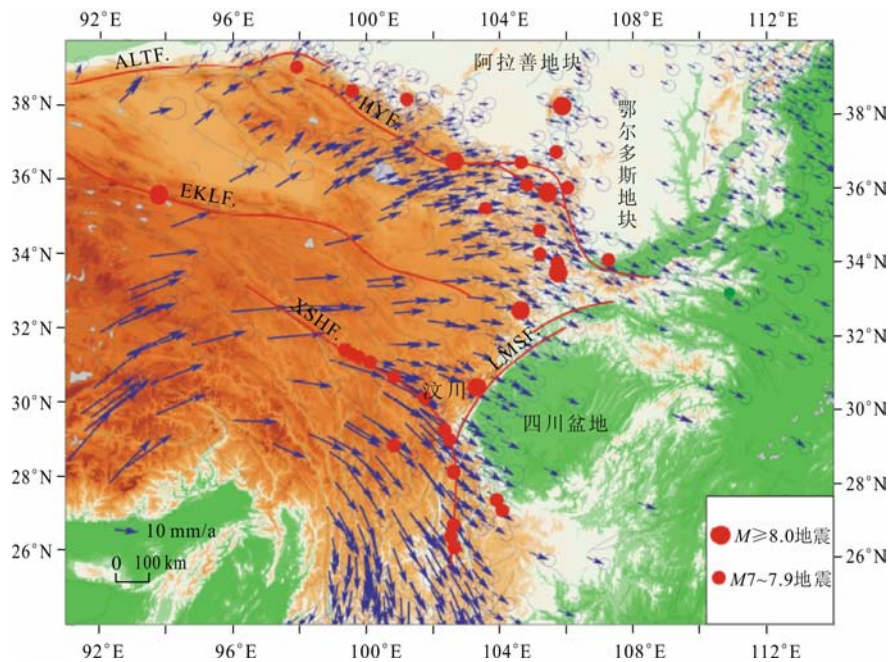 92°E 96°E 100°E 104°E 108°E 112°E
ALTF.
阿拉善地块
38°N
HYF.
38°N
鄂尔多斯地块
36°N
36°N
EKLF.
34°N
34°N
XSHF.
32°N
LMSF.
32°N
汶川
30°N
四川盆地
30°N
28°N
28°N
10 mm/a
M≥8.0地震
26°N
0 100 km
26°N
M7~7.9地震
92°E 96°E 100°E 104°E 108°E 112°E